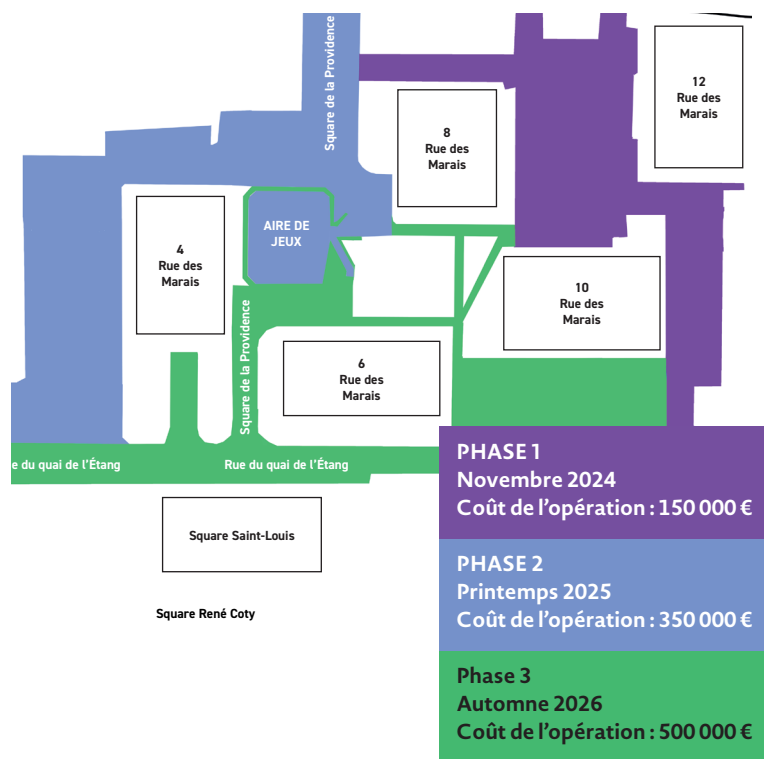 Square de la Providence
12
Rue des
Marais
8
Rue des
Marais
AIRE DE
JEUX
4
Rue des
Marais
10
Rue des
Marais
Square de la Providence
6
Rue des
Marais
e du quai de l'Étang
Rue du quai de l'Étang
PHASE 1
Novembre 2024
Coût de l'opération : 150 000 €
Square Saint-Louis
PHASE 2
Printemps 2025
Coût de l'opération : 350 000 €
Square René Coty
Phase 3
Automne 2026
Coût de l'opération : 500 000 €